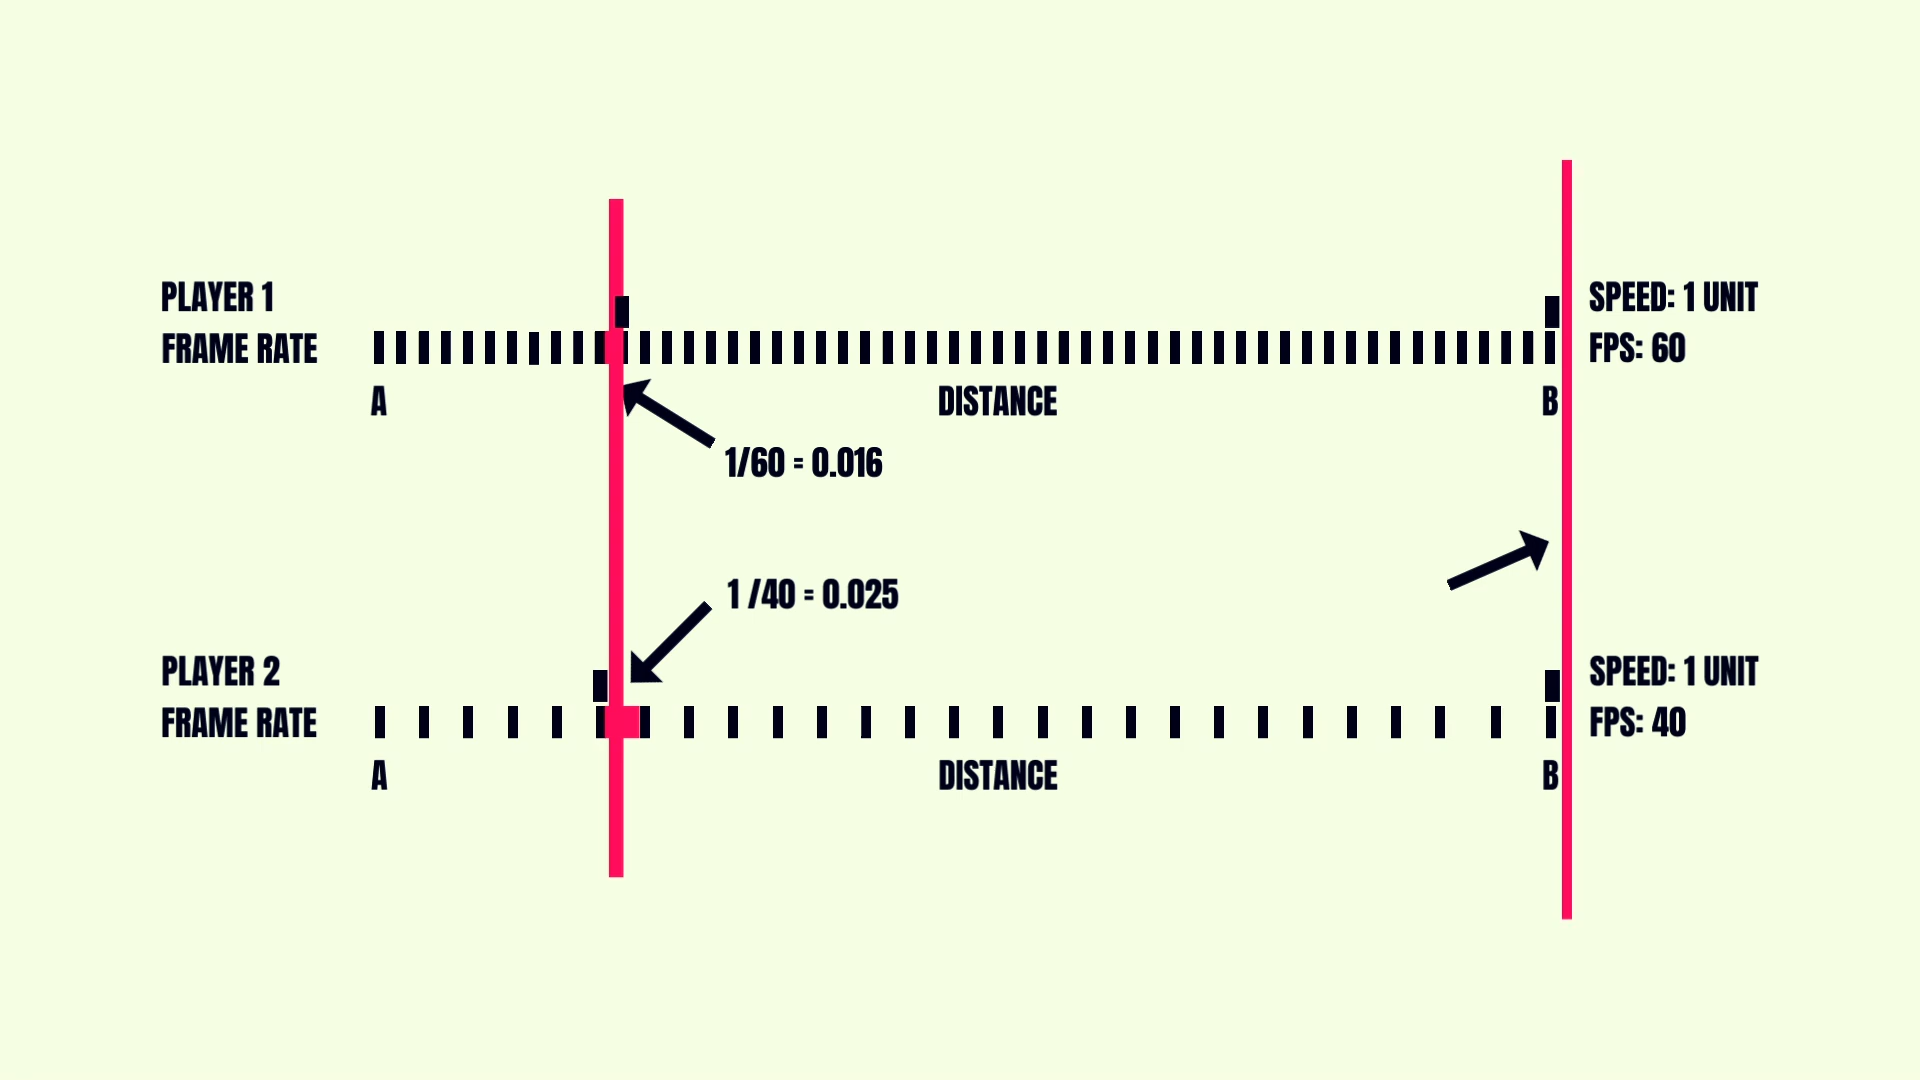 PLAYER 1
SPEED: 1 UNIT
FRAME RATE
FPS: 60
A
DISTANCE
B
1/60 = 0.016
1 /40 = 0.025
PLAYER 2
SPEED: 1 UNIT
FRAME RATE
FPS: 40
A
DISTANCE
B